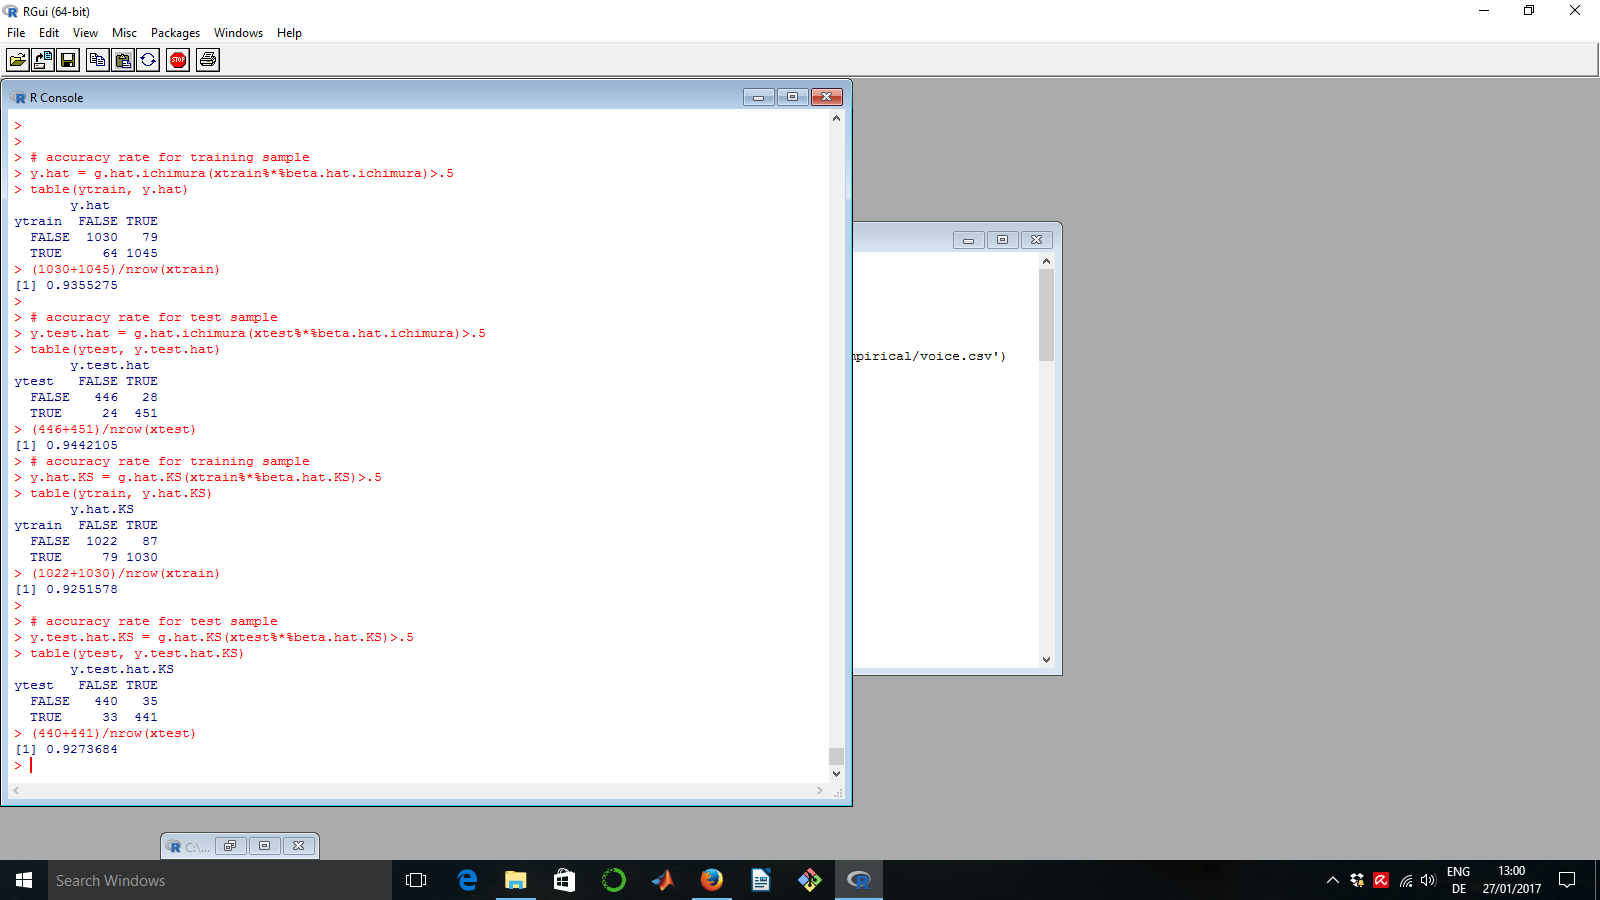 RGui (64-bit)
File Edit View Misc Packages Windows Help
STOP
R Console
>
>
> # accuracy rate for training sample
> y.hat = g.hat.ichimura(xtrain%*%beta.hat.ichimura)>.5
> table(ytrain, y.hat)
y.hat
ytrain FALSE TRUE
FALSE 1030 79
TRUE 64 1045
> (1030+1045)/nrow(xtrain)
[1] 0.9355275
>
> # accuracy rate for test sample
> y.test.hat = g.hat.ichimura(xtest%*%beta.hat.ichimura)>.5
> table(ytest, y.test.hat)
y.test.hat
ytest FALSE TRUE
FALSE 446 28
TRUE 24 451
> (446+451)/nrow(xtest)
[1] 0.9442105
> # accuracy rate for training sample
> y.hat.KS = g.hat.KS(xtrain%*%beta.hat.KS)>.5
> table(ytrain, y.hat.KS)
y.hat.KS
ytrain FALSE TRUE
FALSE 1022 87
TRUE 79 1030
> (1022+1030)/nrow(xtrain)
[1] 0.9251578
>
> # accuracy rate for test sample
> y.test.hat.KS = g.hat.KS(xtest%*%beta.hat.KS)>.5
> table(ytest, y.test.hat.KS)
y.test.hat.KS
ytest FALSE TRUE
FALSE 440 35
TRUE 33 441
> (440+441)/nrow(xtest)
[1] 0.9273684
>
mpirical/voice.csv')
C:\...
Search Windows
ENG
DE
13:00
27/01/2017